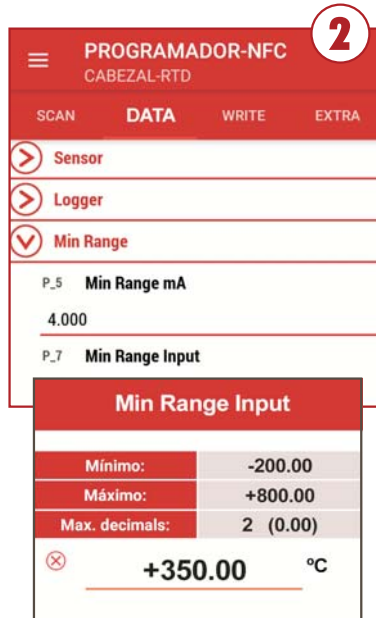 2
PROGRAMADOR-NFC
CABEZAL-RTD
SCAN DATA WRITE EXTRA
Sensor
Logger
Min Range
P_5 Min Range mA
4.000
P_7 Min Range Input
Min Range Input
Mínimo: -200.00
Máximo: +800.00
Max. decimals: 2 (0.00)
+350.00 ºC